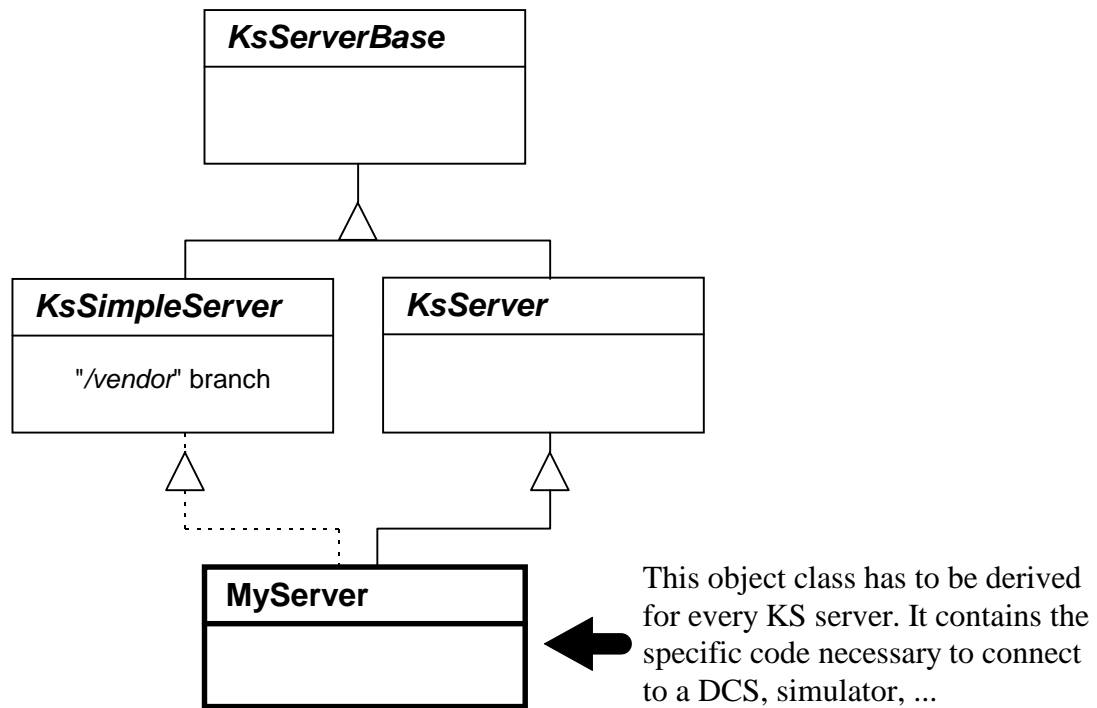 KsServerBase
KsSimpleServer
"/vendor" branch
KsServer
MyServer
This object class has to be derived
for every KS server. It contains the
specific code necessary to connect
to a DCS, simulator, ...